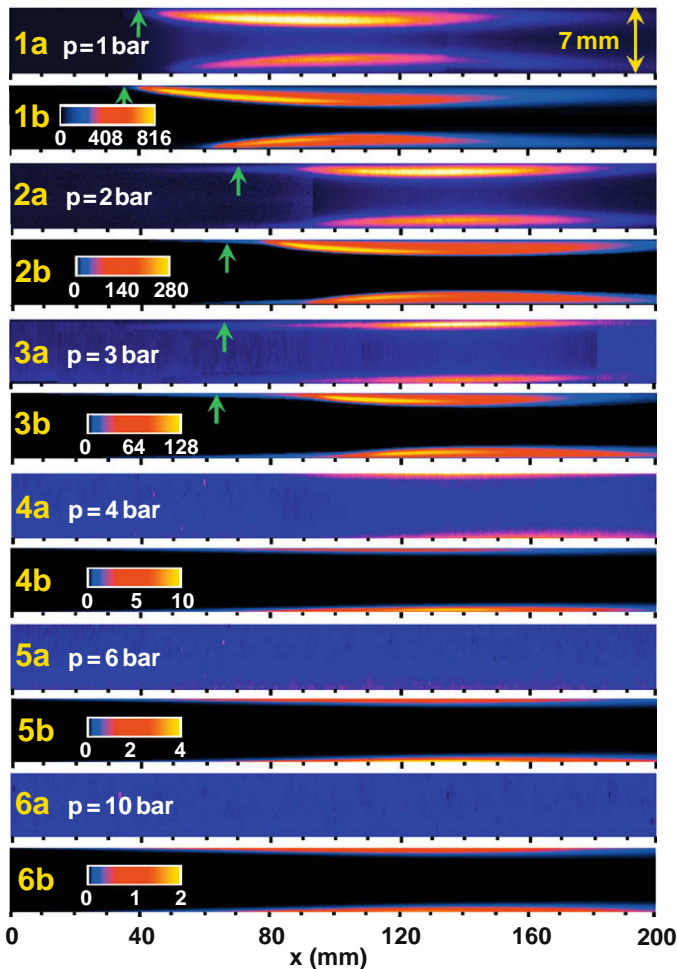 1a p=1 bar
7 mm
1b
0 408 816
2a p=2 bar
2b
0 140 280
3a p=3 bar
3b
0 64 128
4a p=4 bar
4b
0 5 10
5a p=6 bar
5b
0 2 4
6a p=10 bar
6b
0 1 2
0 40 80 120 160 200
x (mm)